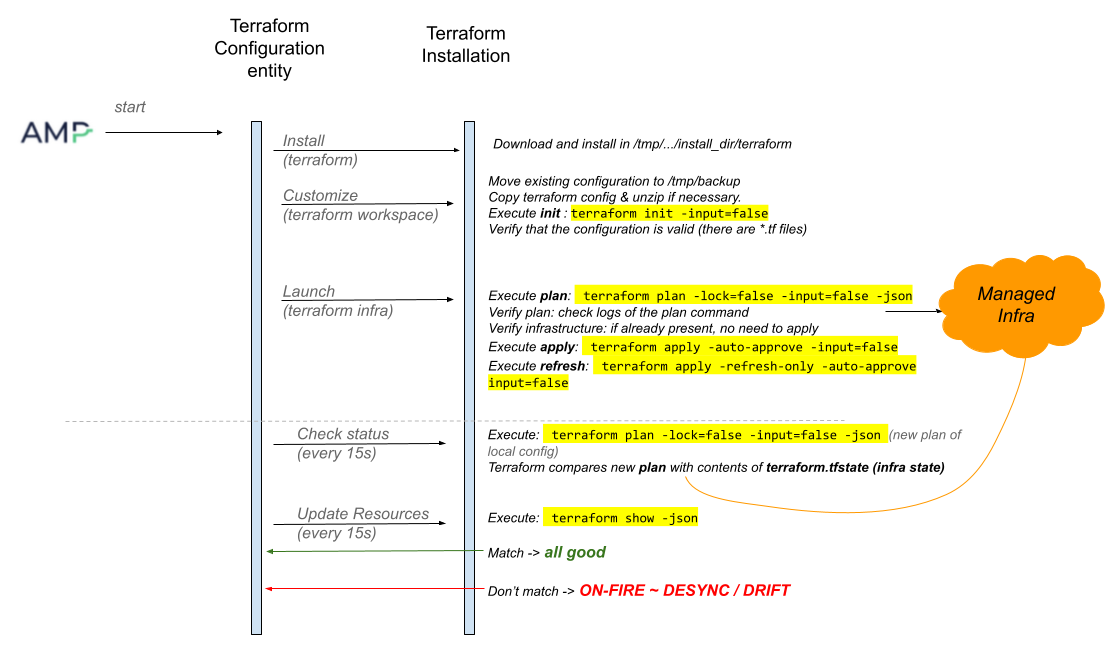 Terraform
Configuration
entity
Terraform
Installation
AMP
start
Install
(terraform)
Download and install in /tmp/.../install_dir/terraform
Customize
(terraform workspace)
Move existing configuration to /tmp/backup
Copy terraform config & unzip if necessary.
Execute init : terraform init -input=false
Verify that the configuration is valid (there are *.tf files)
Launch
(terraform infra)
Execute plan: terraform plan -lock=false -input=false -json
Verify plan: check logs of the plan command
Verify infrastructure: if already present, no need to apply
Execute apply: terraform apply -auto-approve -input=false
Execute refresh: terraform apply -refresh-only -auto-approve
input=false
Managed
Infra
Check status
(every 15s)
Execute: terraform plan -lock=false -input=false -json (new plan of
local config)
Terraform compares new plan with contents of terraform.tfstate (infra state)
Update Resources
(every 15s)
Execute: terraform show -json
Match -> all good
Don't match -> ON-FIRE ~ DESYNC / DRIFT